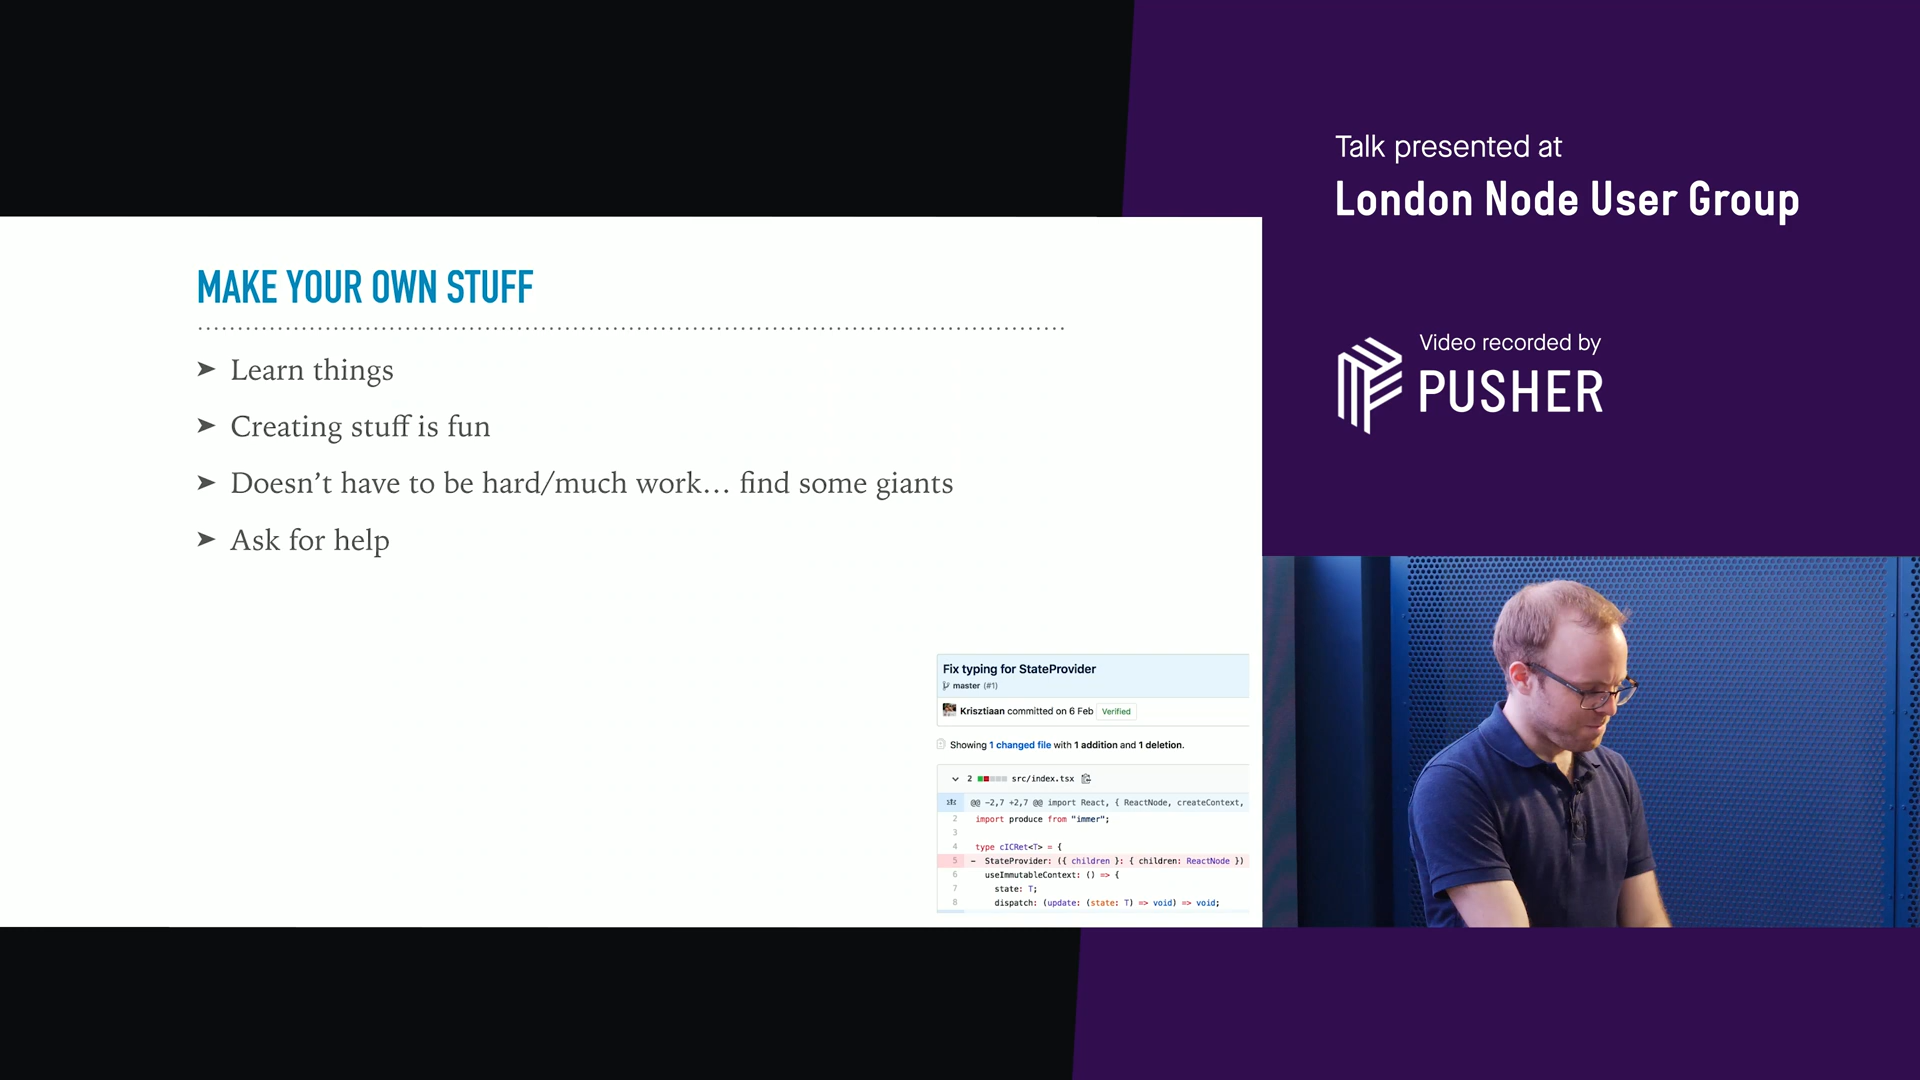 Talk presented at
London Node User Group
Video recorded by
PUSHER
MAKE YOUR OWN STUFF
➤ Learn things
➤ Creating stuff is fun
➤ Doesn’t have to be hard/much work… find some giants
➤ Ask for help
Fix typing for StateProvider
master (#1)
Krisztiaan committed on 6 Feb Verified
Showing 1 changed file with 1 addition and 1 deletion.
2 src/index.tsx
@@ -2,7 +2,7 @@ import React, { ReactNode, createContext,
2 import produce from "immer";
3
4 type cICRet<T> = {
5 - StateProvider: ({ children }: { children: ReactNode })
6 useImmutableContext: () => {
7 state: T;
8 dispatch: (update: (state: T) => void) => void;